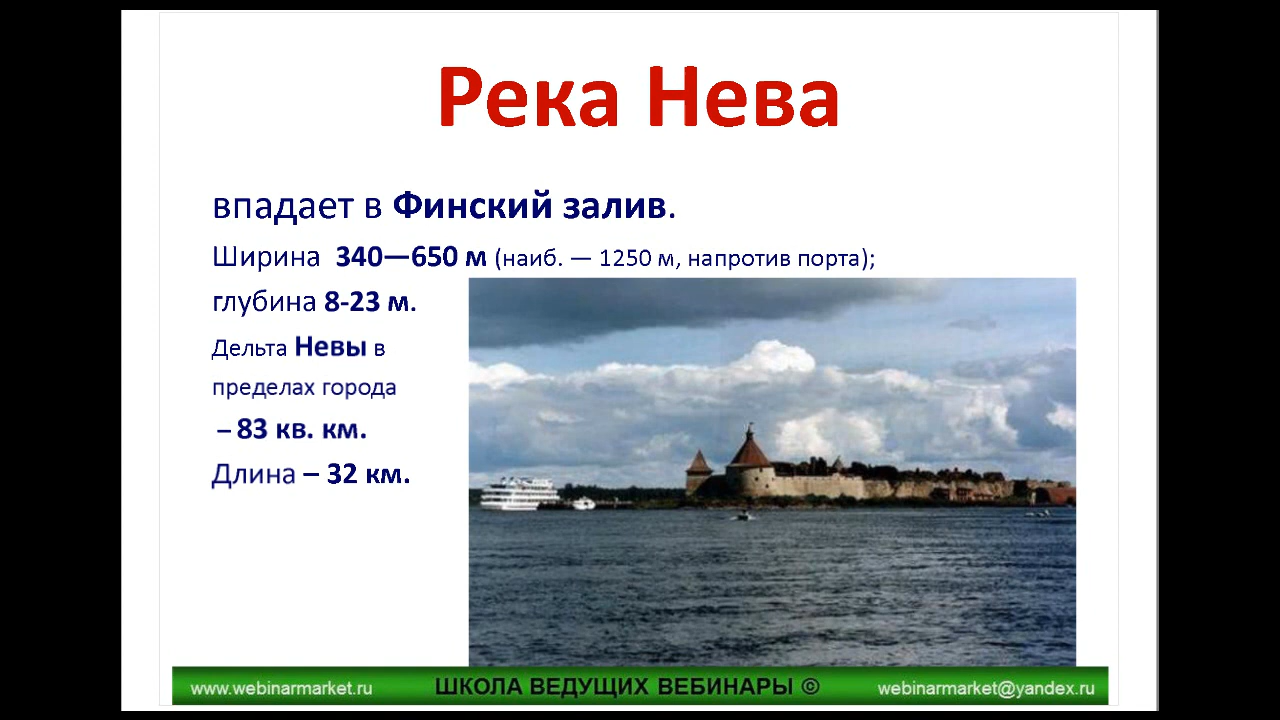 Река Нева
впадает в Финский залив.
Ширина 340—650 м (наиб. — 1250 м, напротив порта);
глубина 8-23 м.
Дельта Невы в
пределах города
– 83 кв. км.
Длина – 32 км.
www.webinarmarket.ru ШКОЛА ВЕДУЩИХ ВЕБИНАРЫ © webinarmarket@yandex.ru